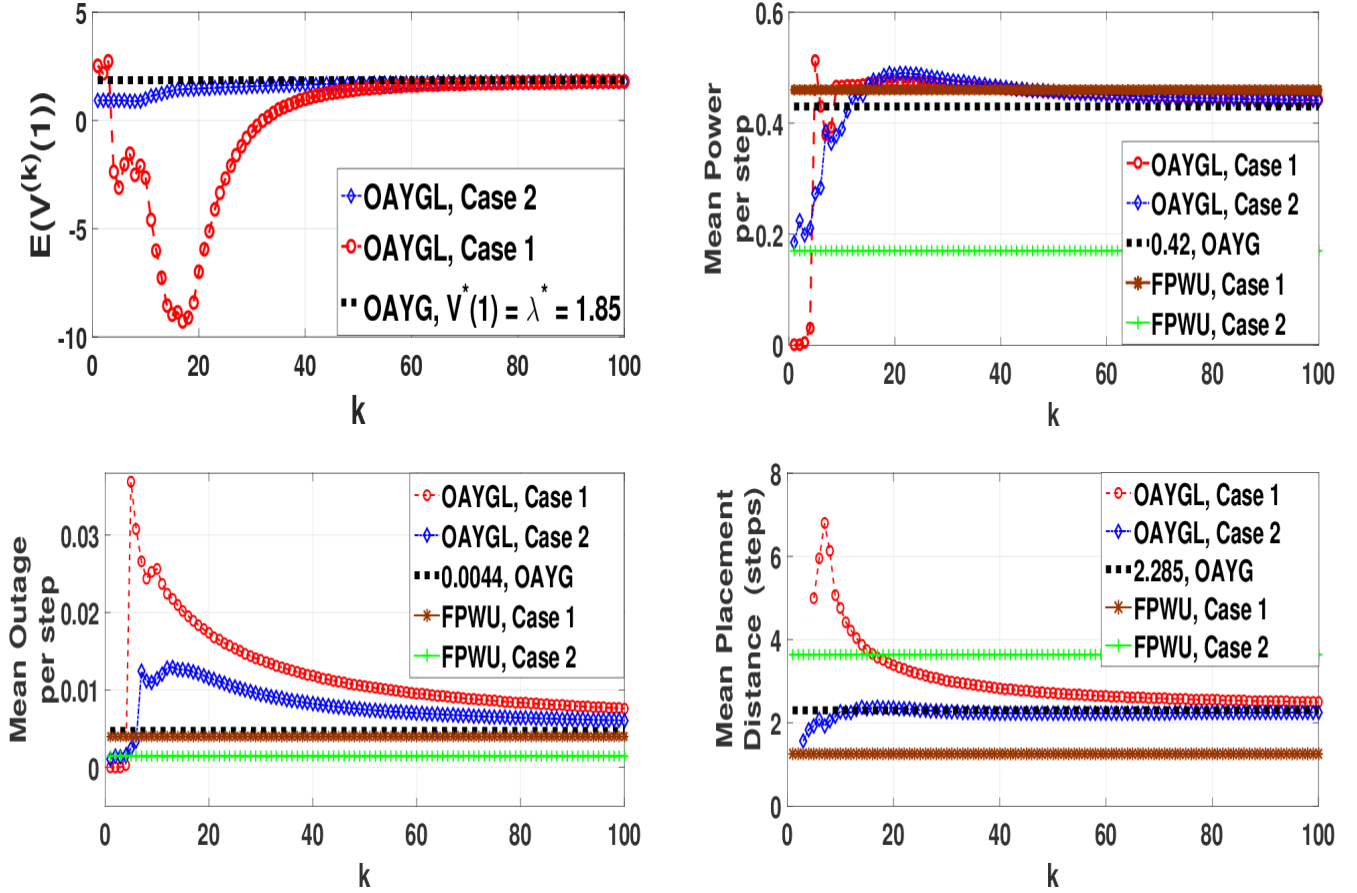 5
0
-5
-10
E(V^(k)(1))
OAYGL, Case 2
OAYGL, Case 1
OAYG, V^*(1) = λ^* = 1.85
0 20 40 60 80 100
k
0.6
0.4
0.2
0
Mean Power
per step
OAYGL, Case 1
OAYGL, Case 2
0.42, OAYG
FPWU, Case 1
FPWU, Case 2
0 20 40 60 80 100
k
0.03
0.02
0.01
0
Mean Outage
per step
OAYGL, Case 1
OAYGL, Case 2
0.0044, OAYG
FPWU, Case 1
FPWU, Case 2
0 20 40 60 80 100
k
8
6
4
2
0
Mean Placement
Distance (steps)
OAYGL, Case 1
OAYGL, Case 2
2.285, OAYG
FPWU, Case 1
FPWU, Case 2
0 20 40 60 80 100
k